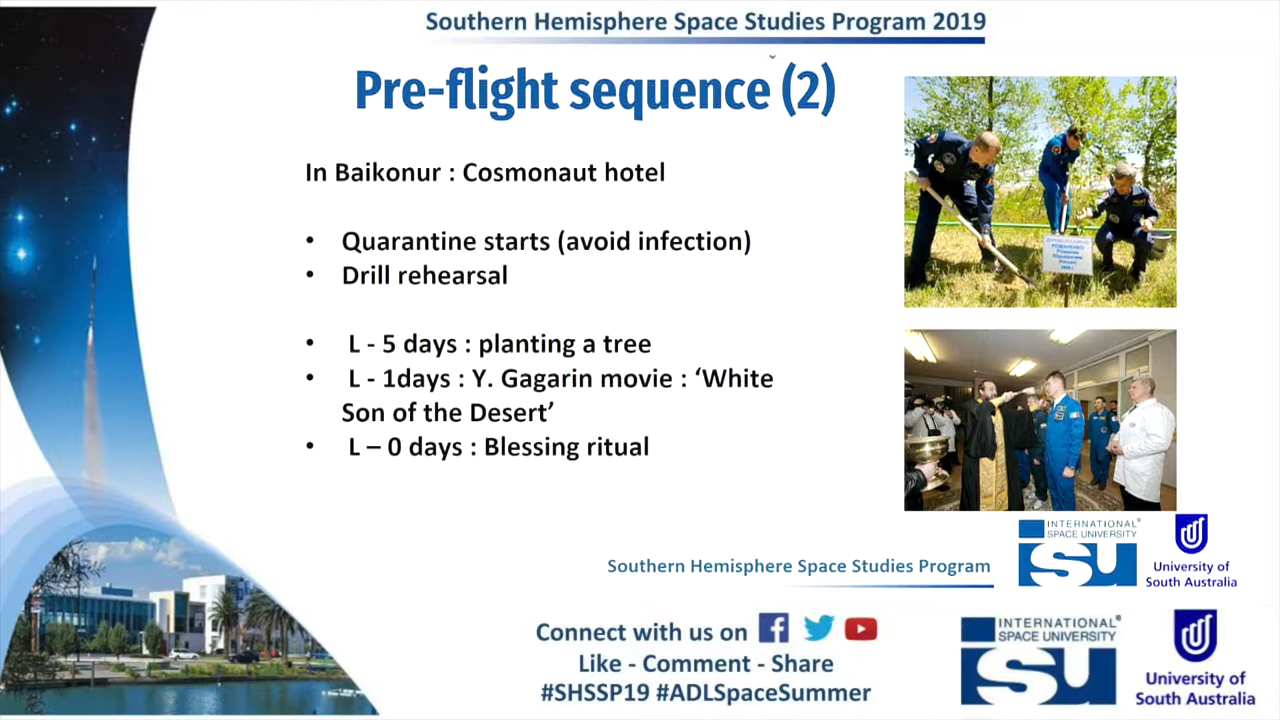 Southern Hemisphere Space Studies Program 2019
Pre-flight sequence (2)
In Baikonur : Cosmonaut hotel
• Quarantine starts (avoid infection)
• Drill rehearsal
• L - 5 days : planting a tree
• L - 1days : Y. Gagarin movie : ‘White
Son of the Desert’
• L – 0 days : Blessing ritual
РОМАНЕНКО
INTERNATIONAL
SPACE UNIVERSITY
isu
University of
South Australia
Southern Hemisphere Space Studies Program
Connect with us on
Like - Comment - Share
#SHSSP19 #ADLSpaceSummer
INTERNATIONAL
SPACE UNIVERSITY
isu
University of
South Australia